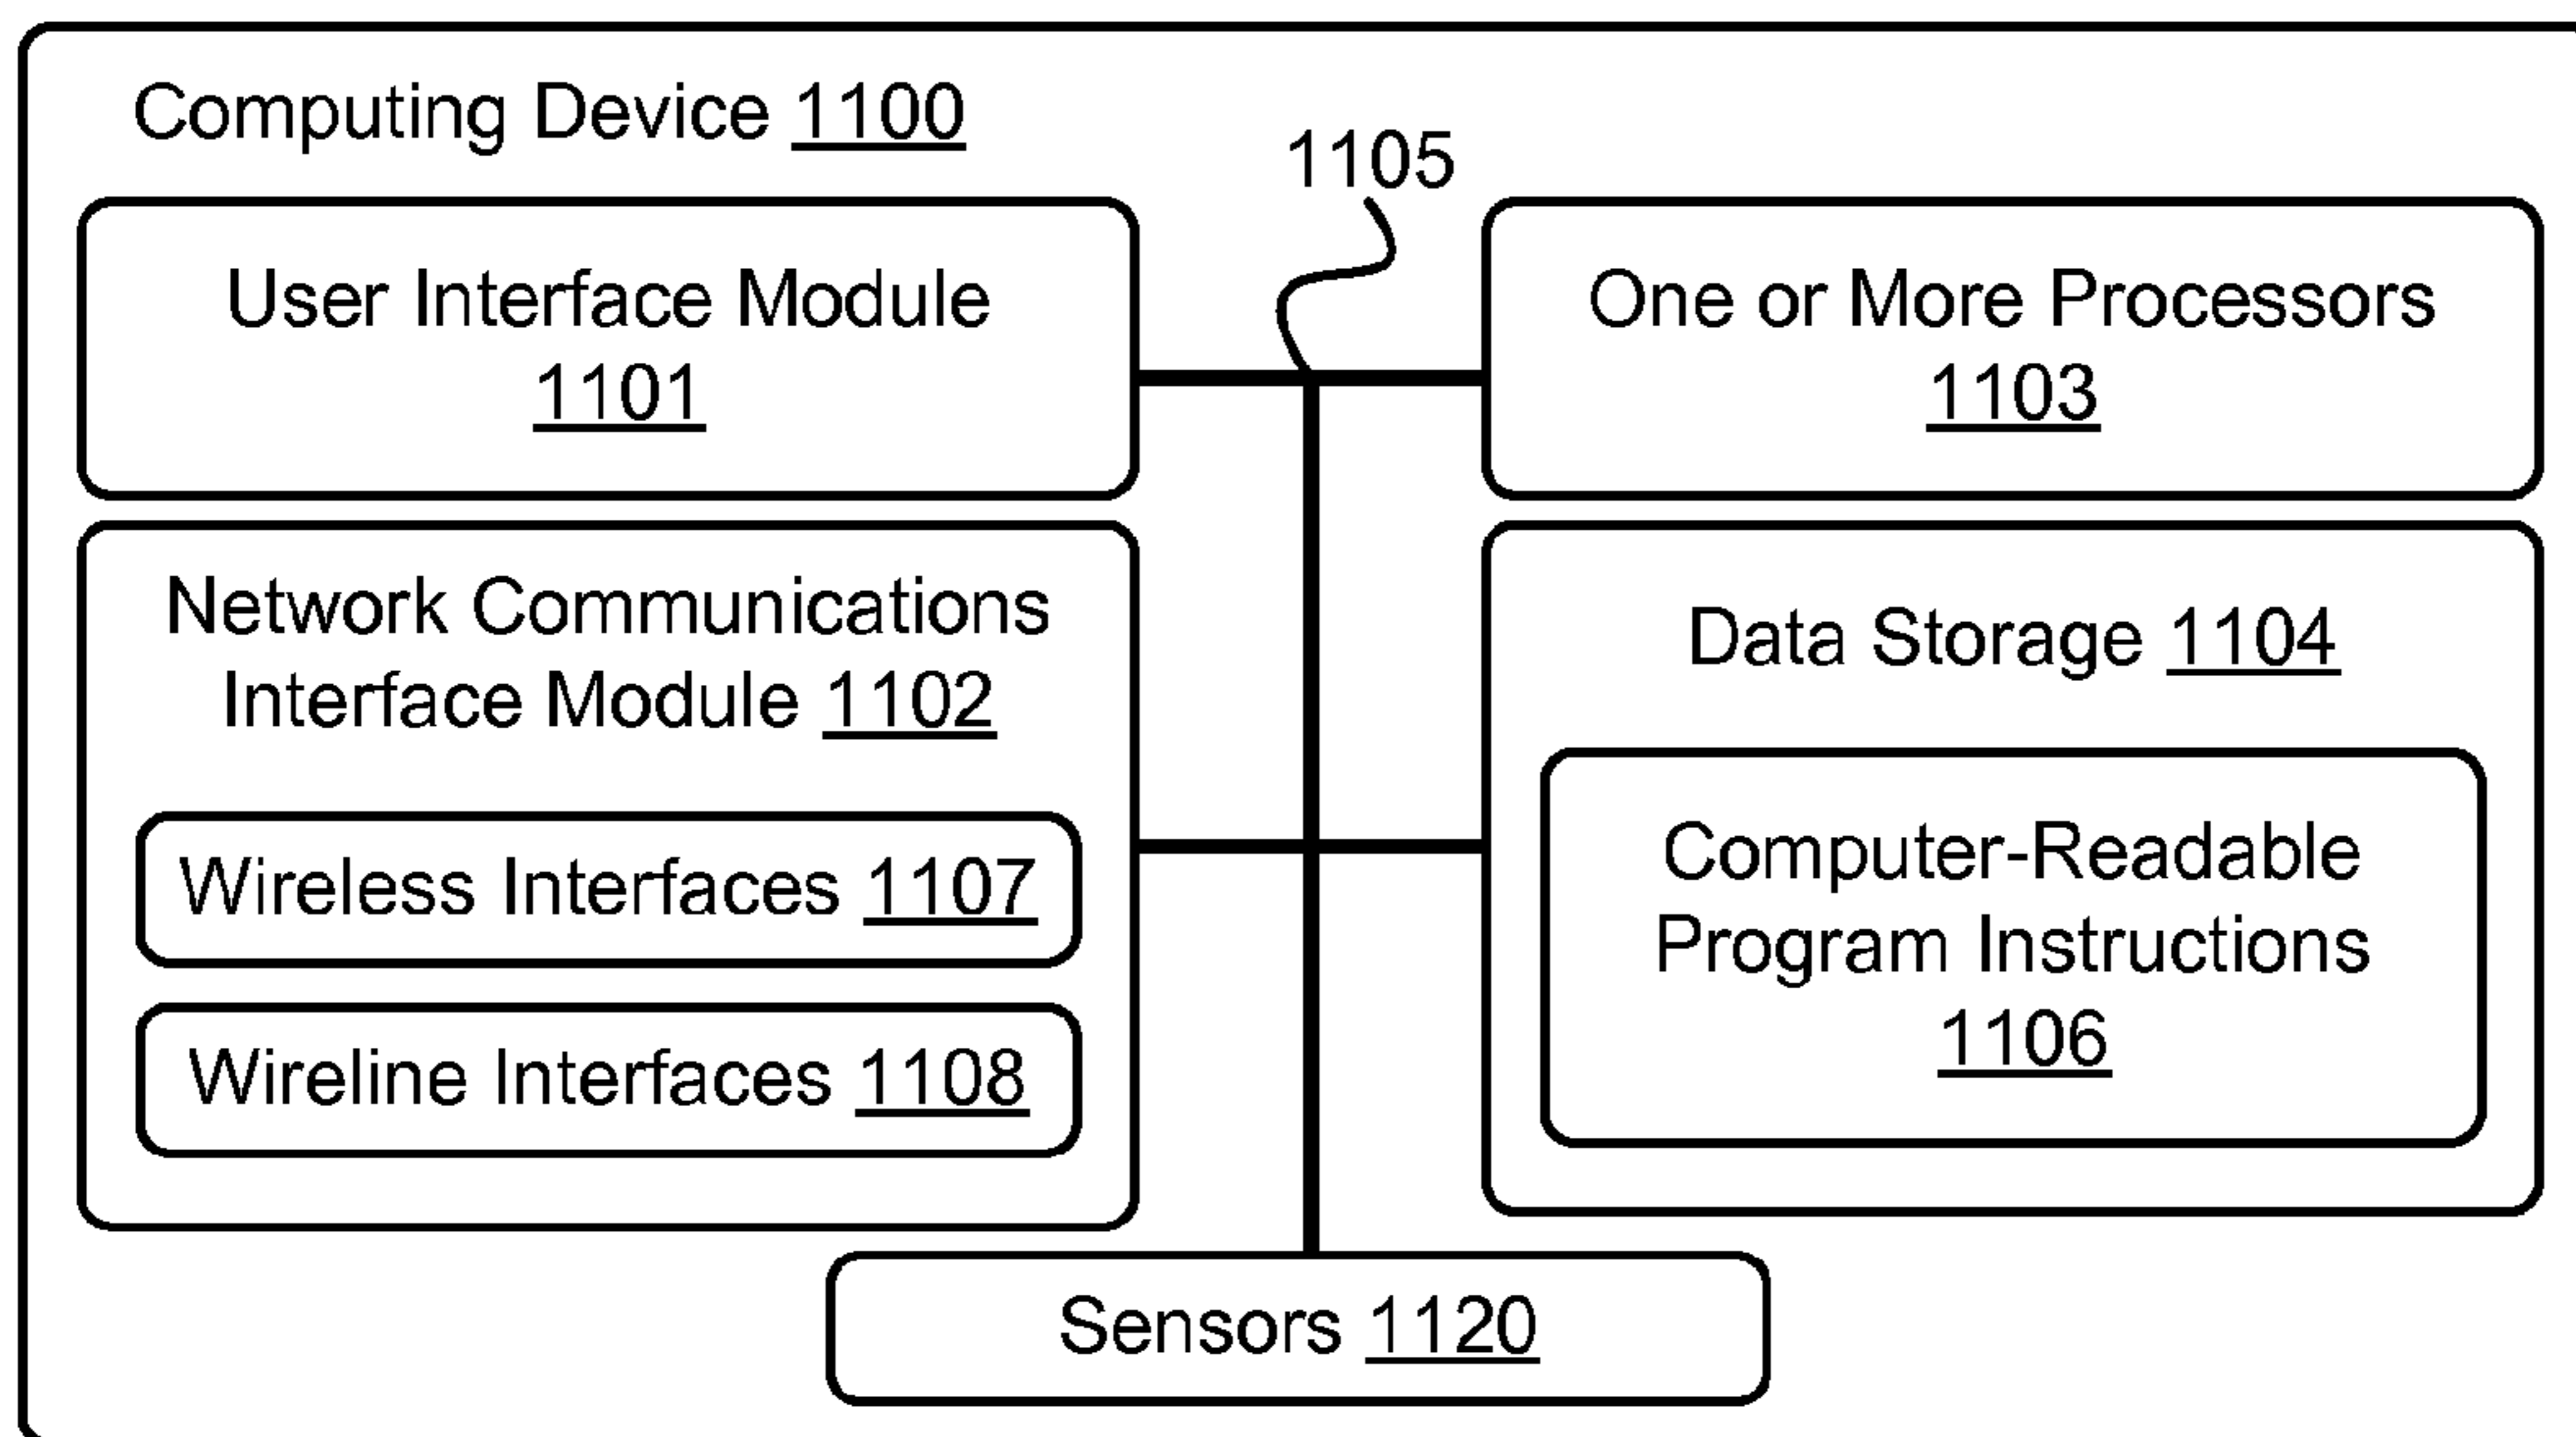 Computing Device 1100
1105
User Interface Module
1101
One or More Processors
1103
Network Communications
Interface Module 1102
Wireless Interfaces 1107
Wireline Interfaces 1108
Data Storage 1104
Computer-Readable
Program Instructions
1106
Sensors 1120